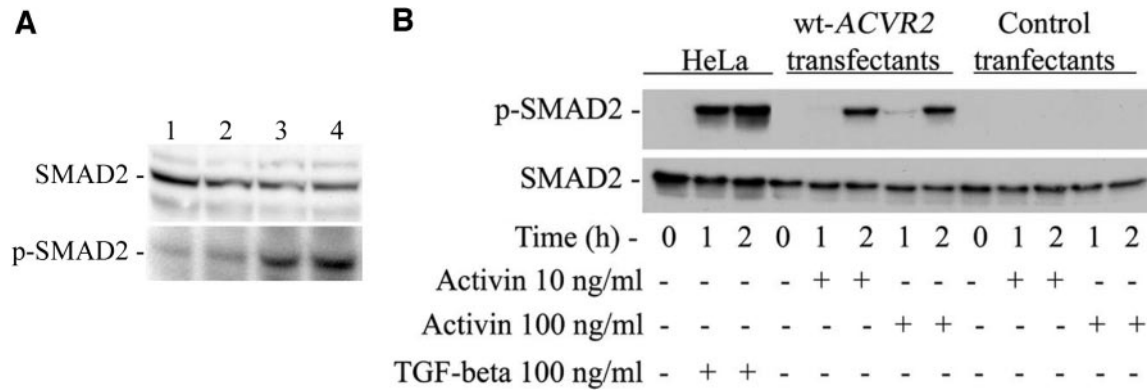 A
1 2 3 4
SMAD2 -
p-SMAD2 -
B
HeLa wt-ACVR2 transfectants Control tranfectants
p-SMAD2 -
SMAD2 -
Time (h) - 0 1 2 0 1 2 1 2 0 1 2 1 2
Activin 10 ng/ml - - - - + + - - - + + - -
Activin 100 ng/ml - - - - - - + + - - - + +
TGF-beta 100 ng/ml - + + - - - - - - - - - -